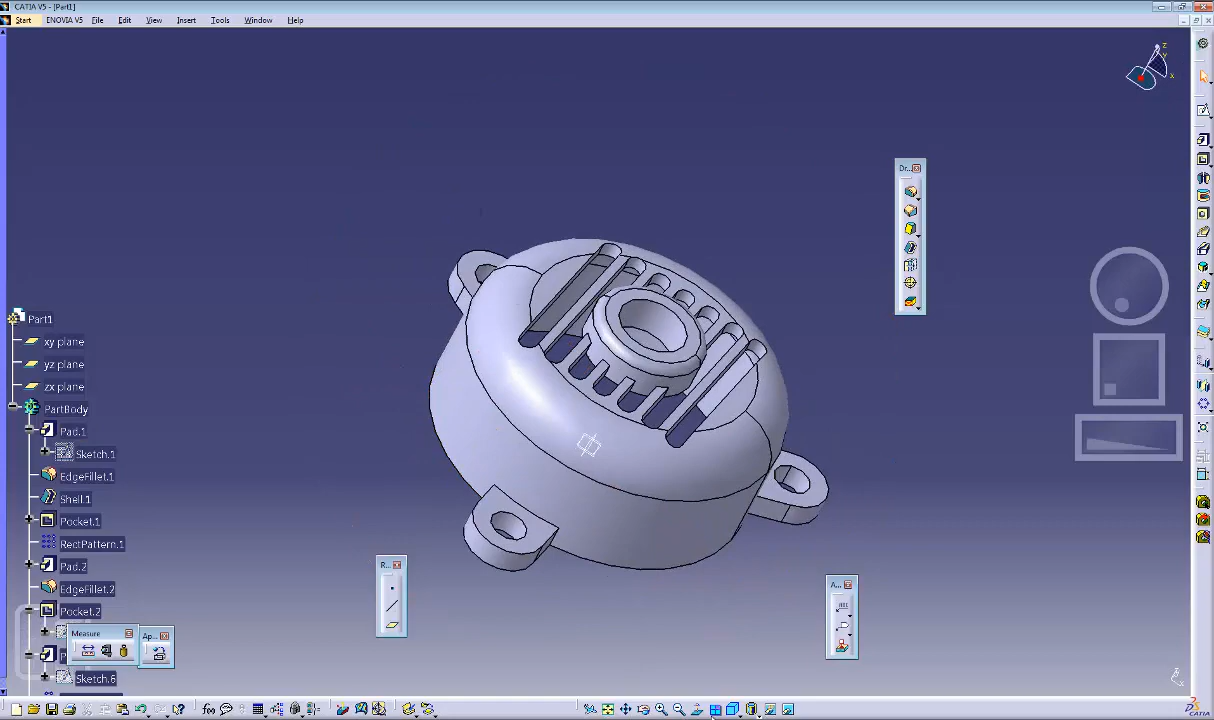 CATIA V5 - [Part1]
Start ENOVIA V5 File Edit View Insert Tools Window Help
z
y
x
Dr...
Part1
xy plane
yz plane
zx plane
PartBody
Pad.1
Sketch.1
EdgeFillet.1
Shell.1
Pocket.1
RectPattern.1
Pad.2
EdgeFillet.2
Pocket.2
R...
A...
Measure
Ap...
Sketch.6
f(x)
CATIA